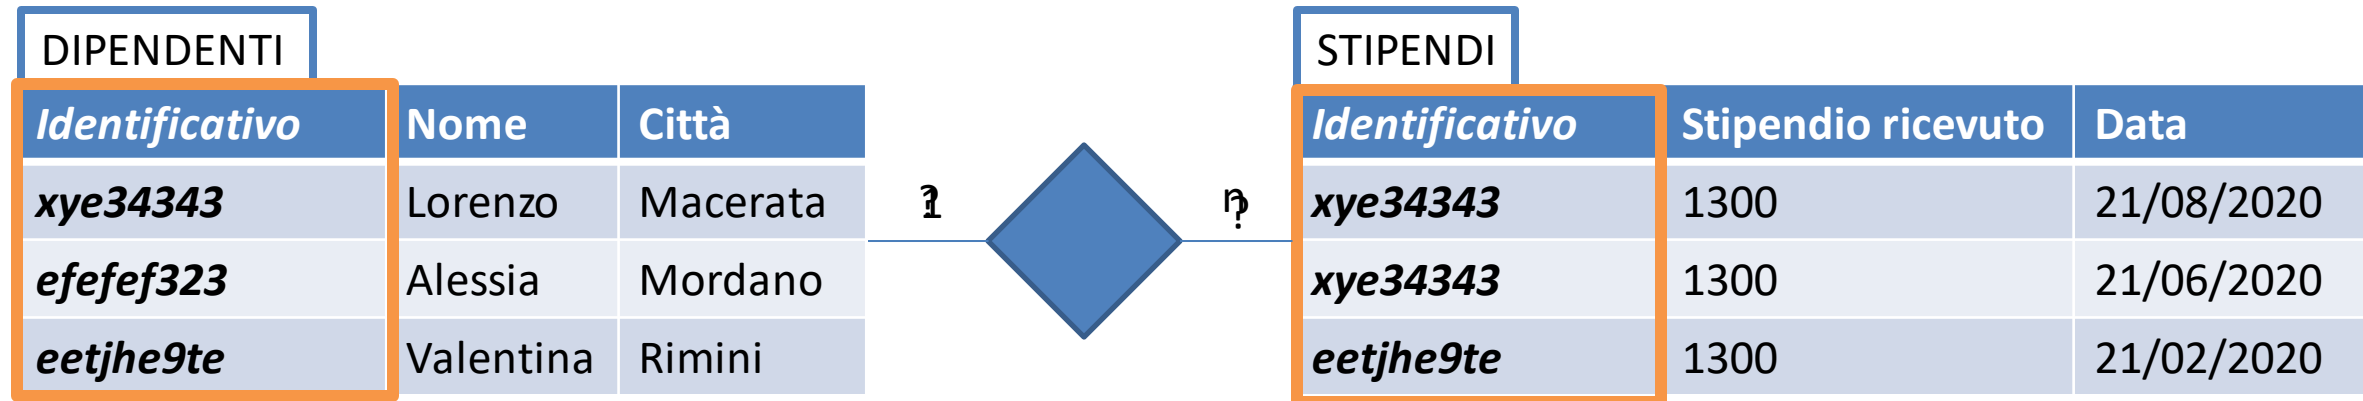 DIPENDENTI
Identificativo Nome Città
xye34343 Lorenzo Macerata
efefef323 Alessia Mordano
eetjhe9te Valentina Rimini
1 ?
n ?
STIPENDI
Identificativo Stipendio ricevuto Data
xye34343 1300 21/08/2020
xye34343 1300 21/06/2020
eetjhe9te 1300 21/02/2020